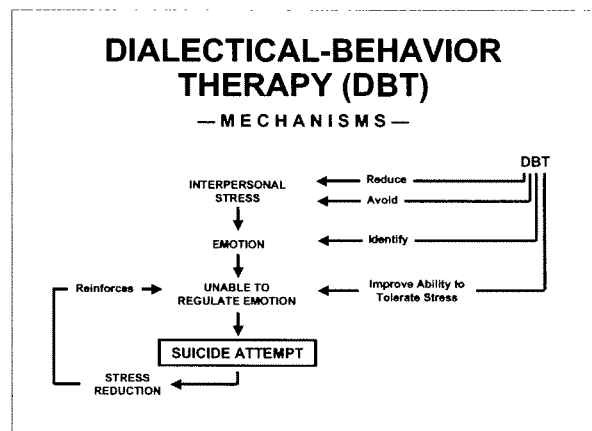 DIALECTICAL-BEHAVIOR
THERAPY (DBT)
—MECHANISMS—
DBT
INTERPERSONAL
STRESS
Reduce
Avoid
EMOTION
Identify
Reinforces
UNABLE TO
REGULATE EMOTION
Improve Ability to
Tolerate Stress
SUICIDE ATTEMPT
STRESS
REDUCTION